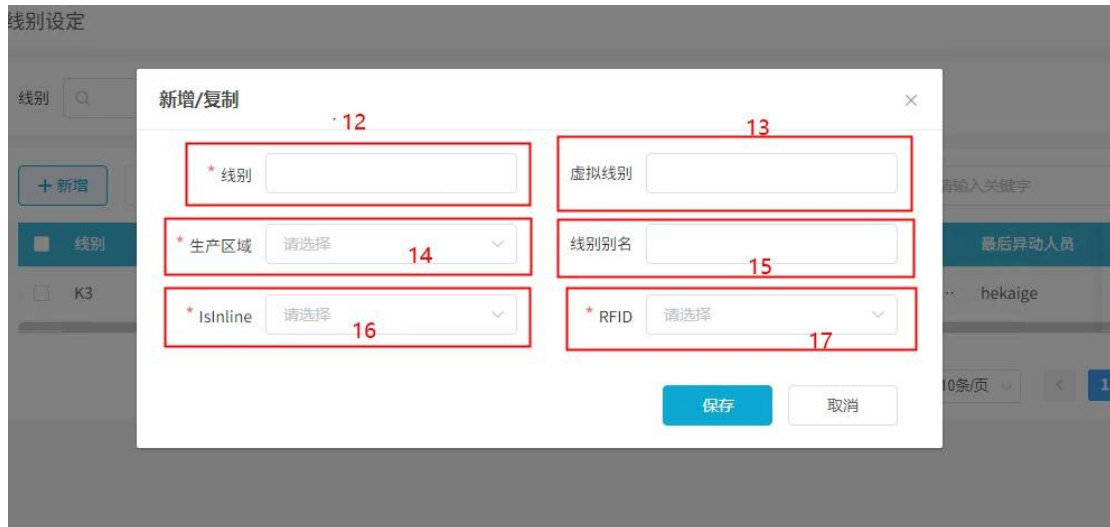 线别设定
线别
新增/复制
12
13
* 线别
虚拟线别
+ 新增
请输入关键字
* 生产区域 请选择
14
线别别名
15
线别
最后异动人员
K3
··· hekaige
* IsInline 请选择
16
* RFID 请选择
17
保存
取消
10条/页
1